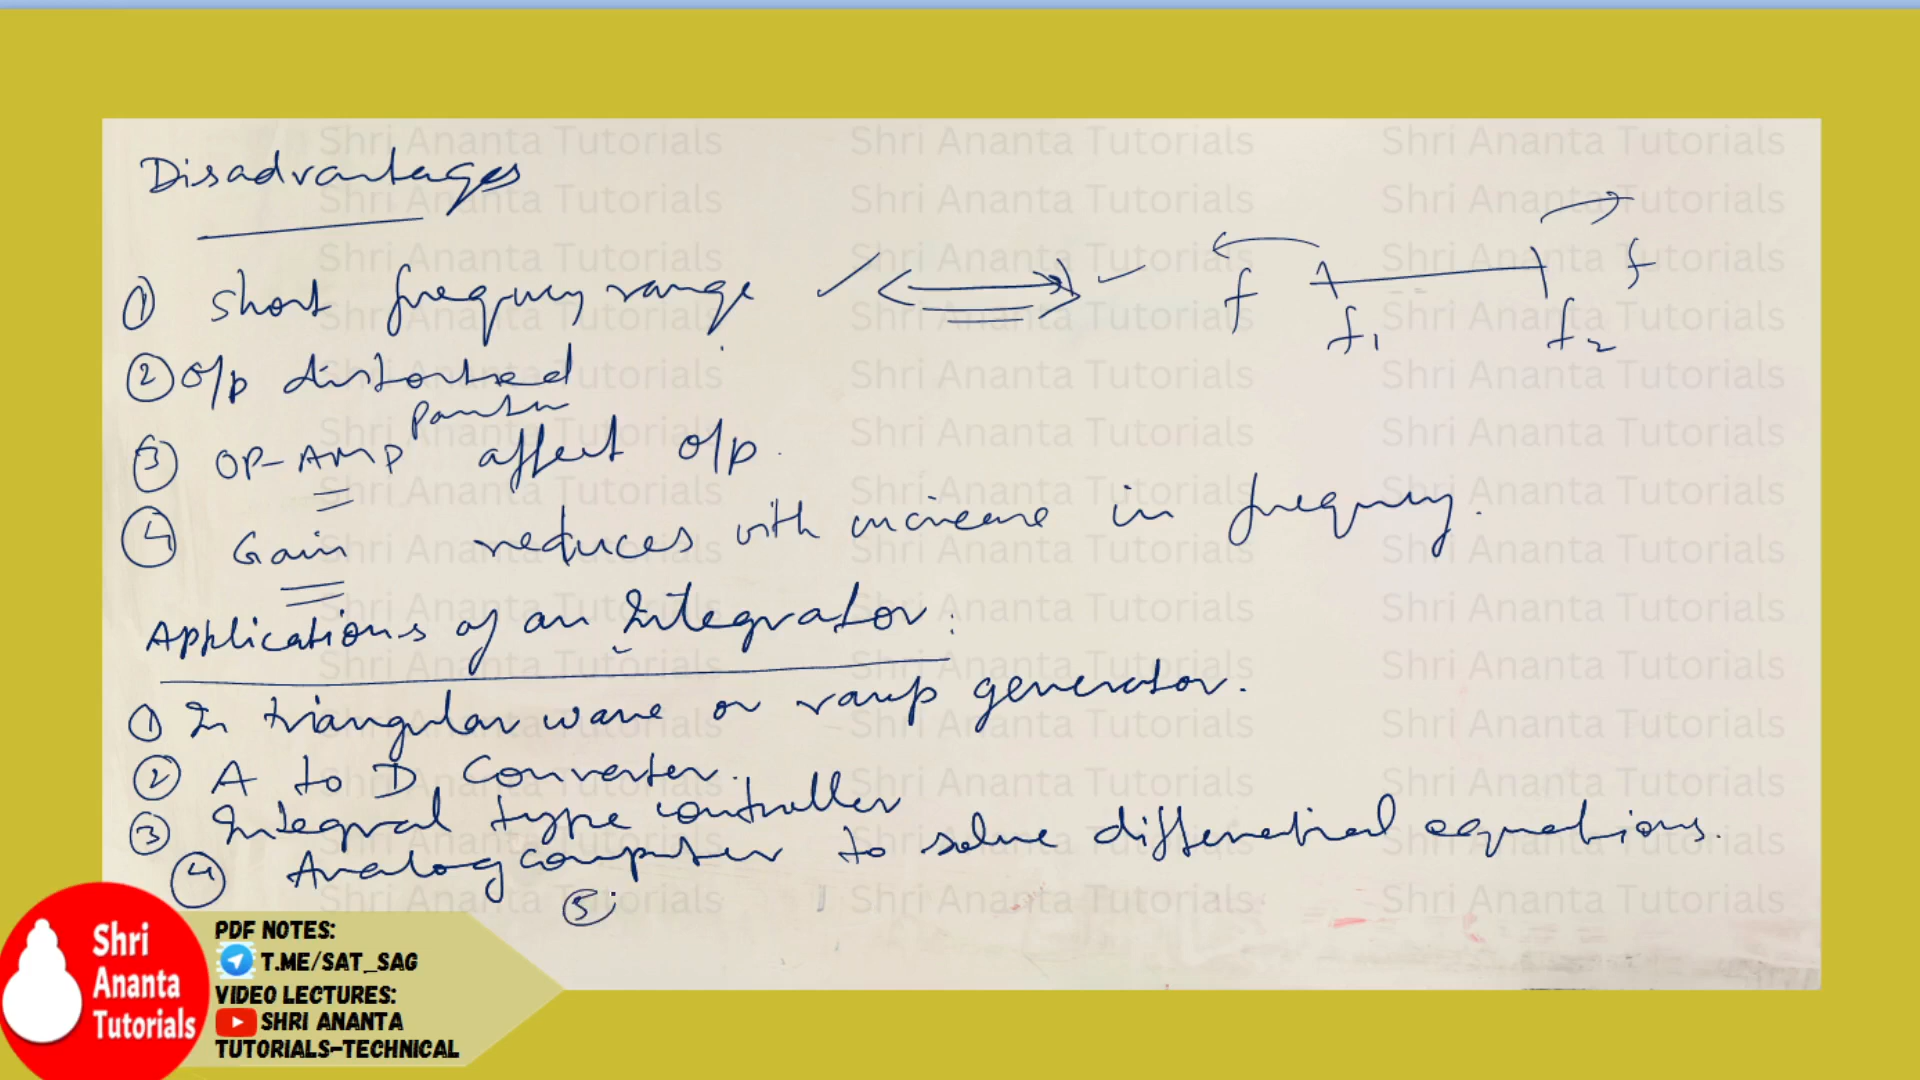 Disadvantages
① Short frequency range
f f₁ f₂ f
② O/p distorted
③ OP-AMP affect O/p.
④ Gain reduces with increase in frequency.
Applications of an Integrator:
① In triangular wave or ramp generator.
② A to D Converter.
③ Integral type controller
④ Analog computer to solve differential equations.
⑤
Shri Ananta Tutorials
PDF NOTES:
T.ME/SAT_SAG
VIDEO LECTURES:
SHRI ANANTA
TUTORIALS-TECHNICAL